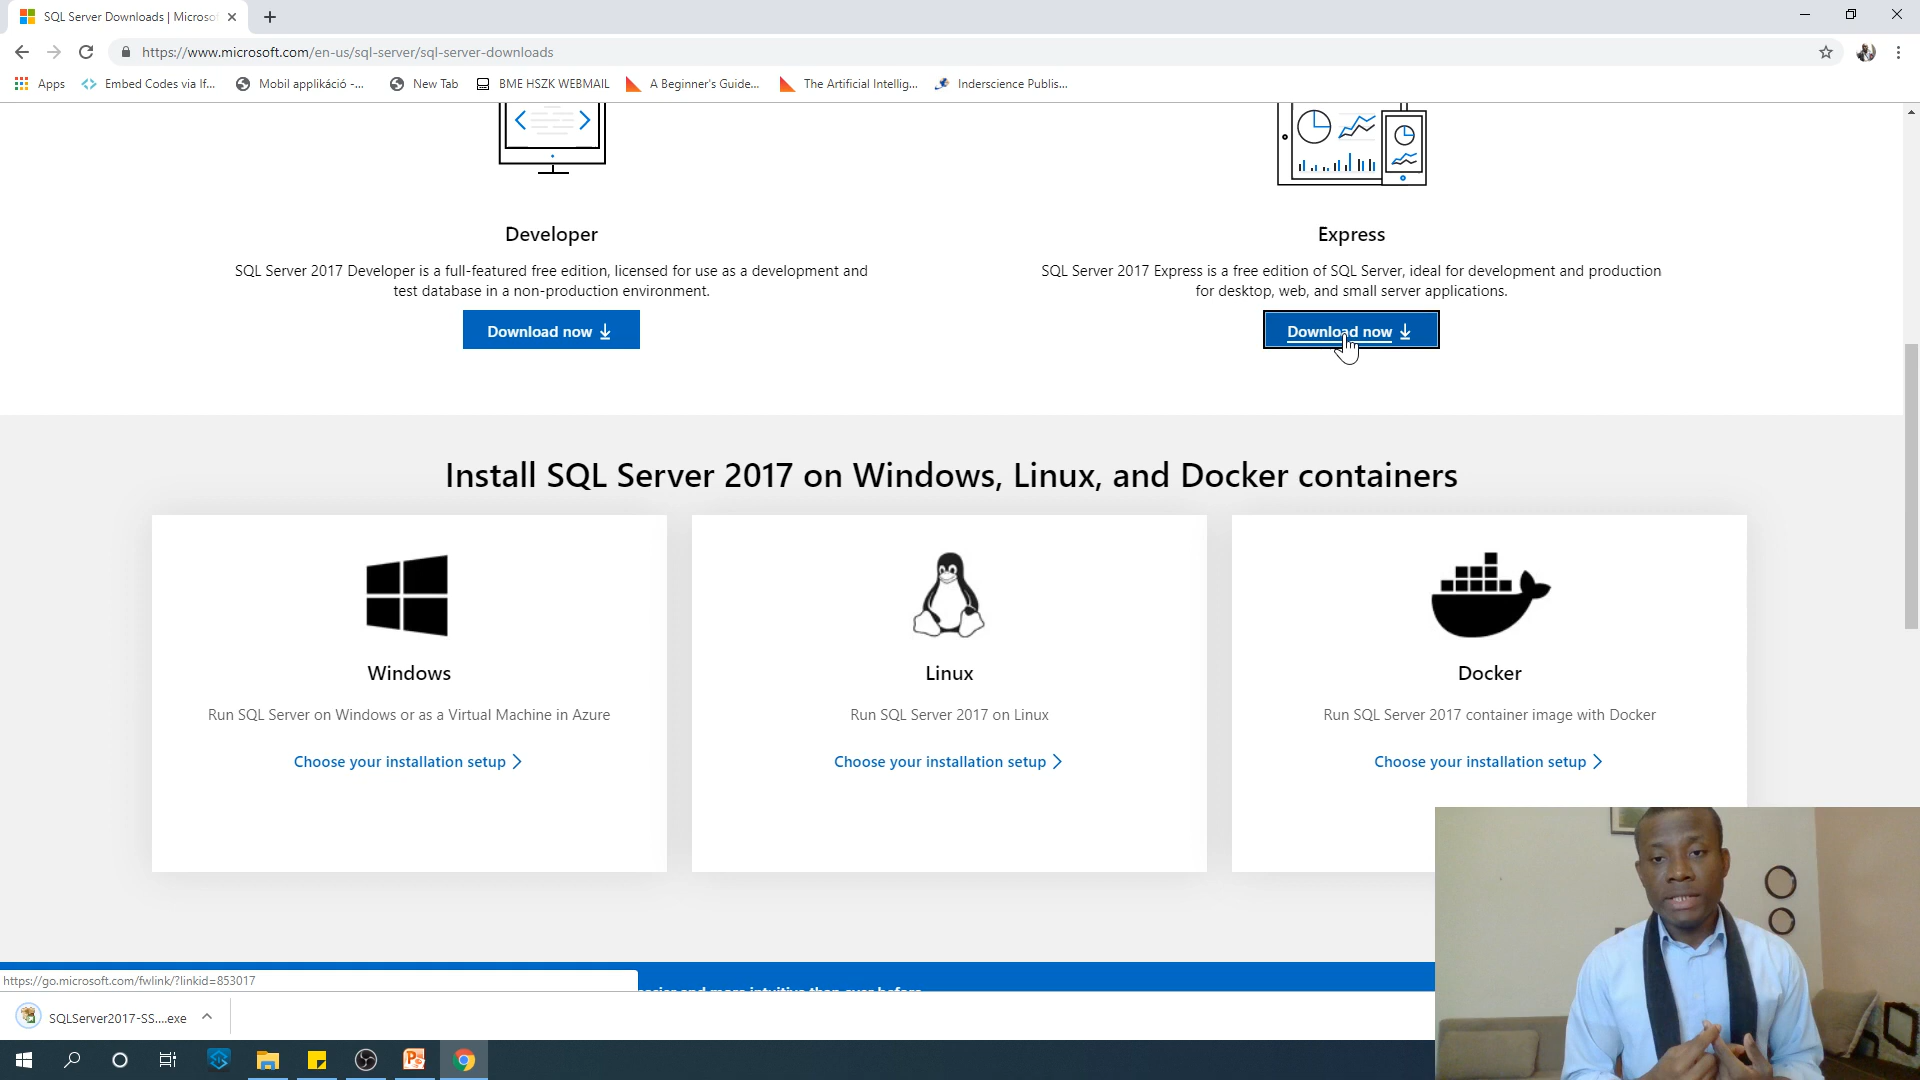 SQL Server Downloads | Microso
https://www.microsoft.com/en-us/sql-server/sql-server-downloads
Apps
Embed Codes via If...
Mobil applikáció -...
New Tab
BME HSZK WEBMAIL
A Beginner's Guide...
The Artificial Intellig...
Inderscience Publis...
Developer
SQL Server 2017 Developer is a full-featured free edition, licensed for use as a development and
test database in a non-production environment.
Download now
Express
SQL Server 2017 Express is a free edition of SQL Server, ideal for development and production
for desktop, web, and small server applications.
Download now
Install SQL Server 2017 on Windows, Linux, and Docker containers
Windows
Run SQL Server on Windows or as a Virtual Machine in Azure
Choose your installation setup
Linux
Run SQL Server 2017 on Linux
Choose your installation setup
Docker
Run SQL Server 2017 container image with Docker
Choose your installation setup
https://go.microsoft.com/fwlink/?linkid=853017
and more intuitive than ever before
SQLServer2017-SS....exe